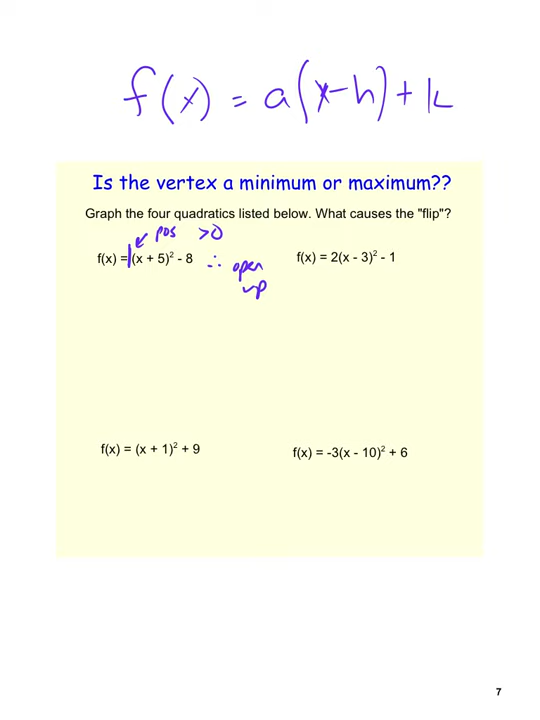 f(x) = a(x-h) + k
Is the vertex a minimum or maximum??
Graph the four quadratics listed below. What causes the "flip"?
pos >0
f(x) = 1(x + 5)² - 8 ∴ open up
f(x) = 2(x - 3)² - 1
f(x) = (x + 1)² + 9
f(x) = -3(x - 10)² + 6
7